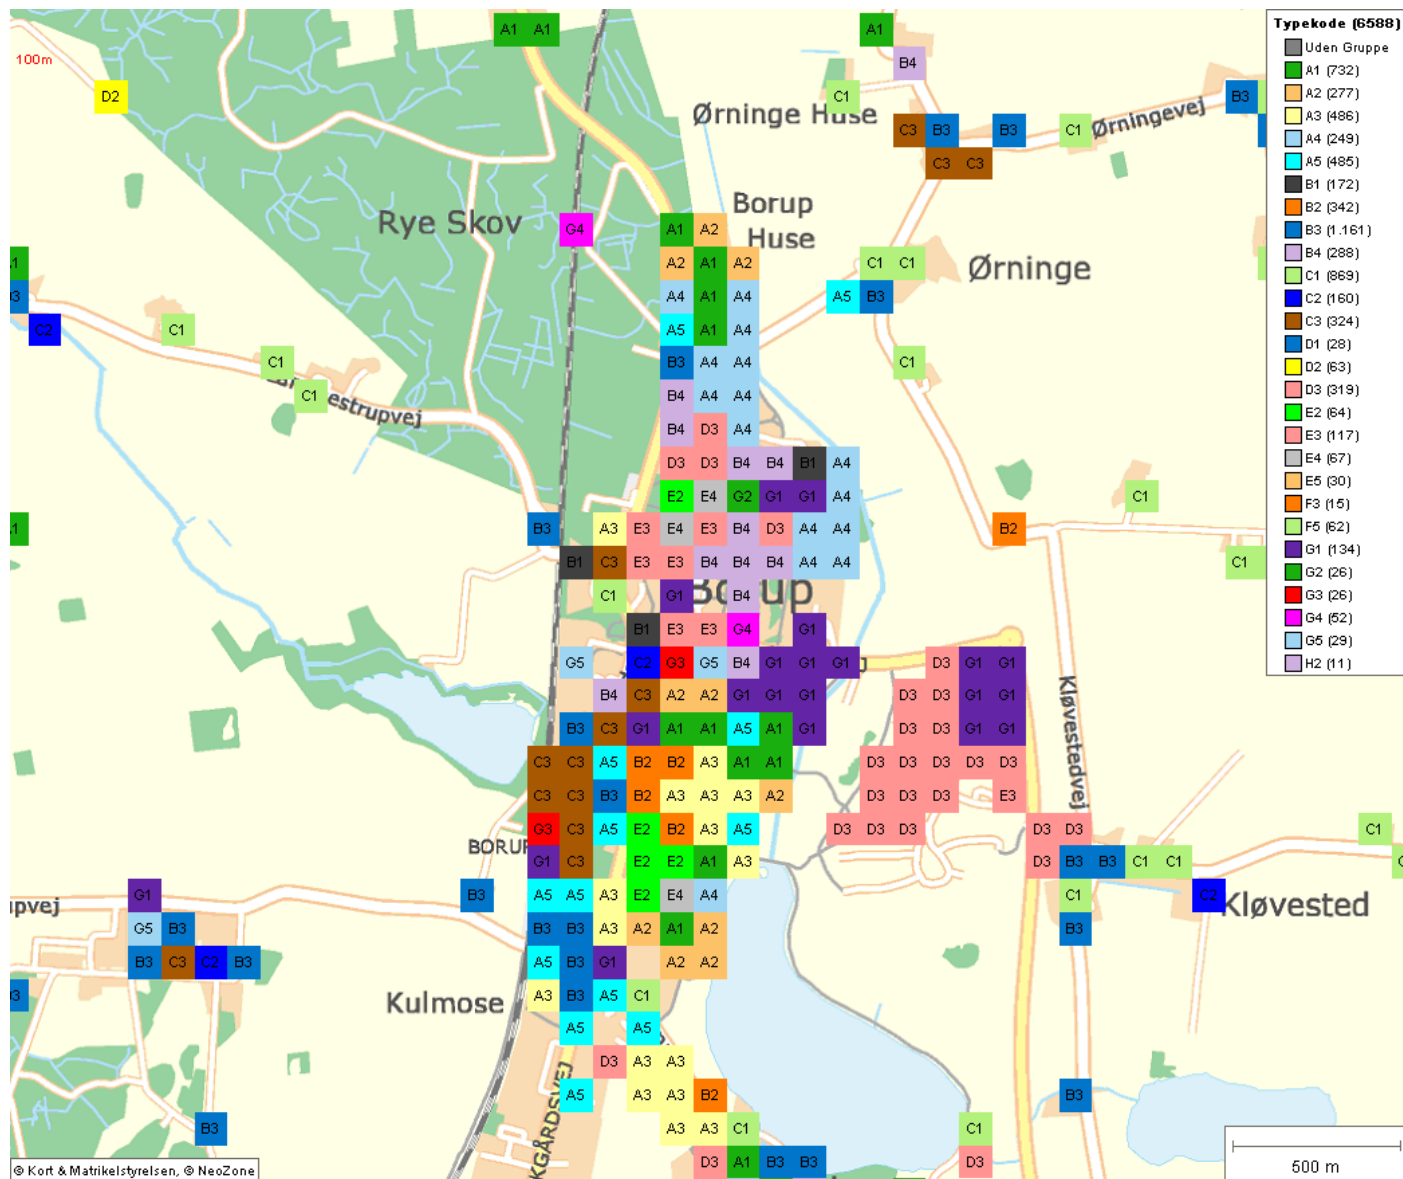 A1 A1 A1
Typekode (6588)
Uden Gruppe
A1 (732)
A2 (277)
A3 (486)
A4 (249)
A5 (485)
B1 (172)
B2 (342)
B3 (1.161)
B4 (288)
C1 (869)
C2 (160)
C3 (324)
D1 (28)
D2 (63)
D3 (319)
E2 (64)
E3 (117)
E4 (67)
E5 (30)
F3 (15)
F5 (62)
G1 (134)
G2 (26)
G3 (26)
G4 (52)
G5 (29)
H2 (11)
100m
B4
D2 C1 B3
Ørninge Huse
C3 B3 B3 C1 Ørningevej
C3 C3
Rye Skov
Borup
Huse
G4 A1 A2
A1 A2 A1 A2 C1 C1
Ørninge
B3 A4 A1 A4 A5 B3
C2 C1 A5 A1 A4
C1 B3 A4 A4 C1
C1 estrupvej B4 A4 A4
B4 D3 A4
D3 D3 B4 B4 B1 A4
E2 E4 G2 G1 G1 A4 C1
A1 B3 A3 E3 E4 E3 B4 D3 A4 A4 B2
B1 C3 E3 E3 B4 B4 B4 A4 A4 C1
Borup
C1 G1 B4
B1 E3 E3 G4 G1
G5 C2 G3 G5 B4 G1 G1 G1 D3 G1 G1
B4 C3 A2 A2 G1 G1 G1 D3 D3 G1 G1
Kløvestedvej
B3 C3 G1 A1 A1 A5 A1 G1 D3 D3 G1 G1
C3 C3 A5 B2 B2 A3 A1 A1 D3 D3 D3 D3 D3
C3 C3 B3 B2 A3 A3 A3 A2 D3 D3 D3 E3
G3 C3 A5 E2 B2 A3 A5 D3 D3 D3 D3 D3 C1
BORUP
G1 C3 E2 E2 A1 A3 D3 B3 B3 C1 C1 C
G1 B3 A5 A5 A3 E2 E4 A4 C1 C2
upvej
Kløvested
G5 B3 B3 B3 A3 A2 A1 A2 B3
B3 C3 C2 B3 A5 B3 G1 A2 A2
B3 A3 B3 A5 C1
Kulmose
A5 A5
D3 A3 A3
A5 A3 A3 B2 B3
KGÅRDSVEJ
B3 A3 A3 C1 C1
D3 A1 B3 B3 D3
© Kort & Matrikelstyrelsen, © NeoZone
500 m